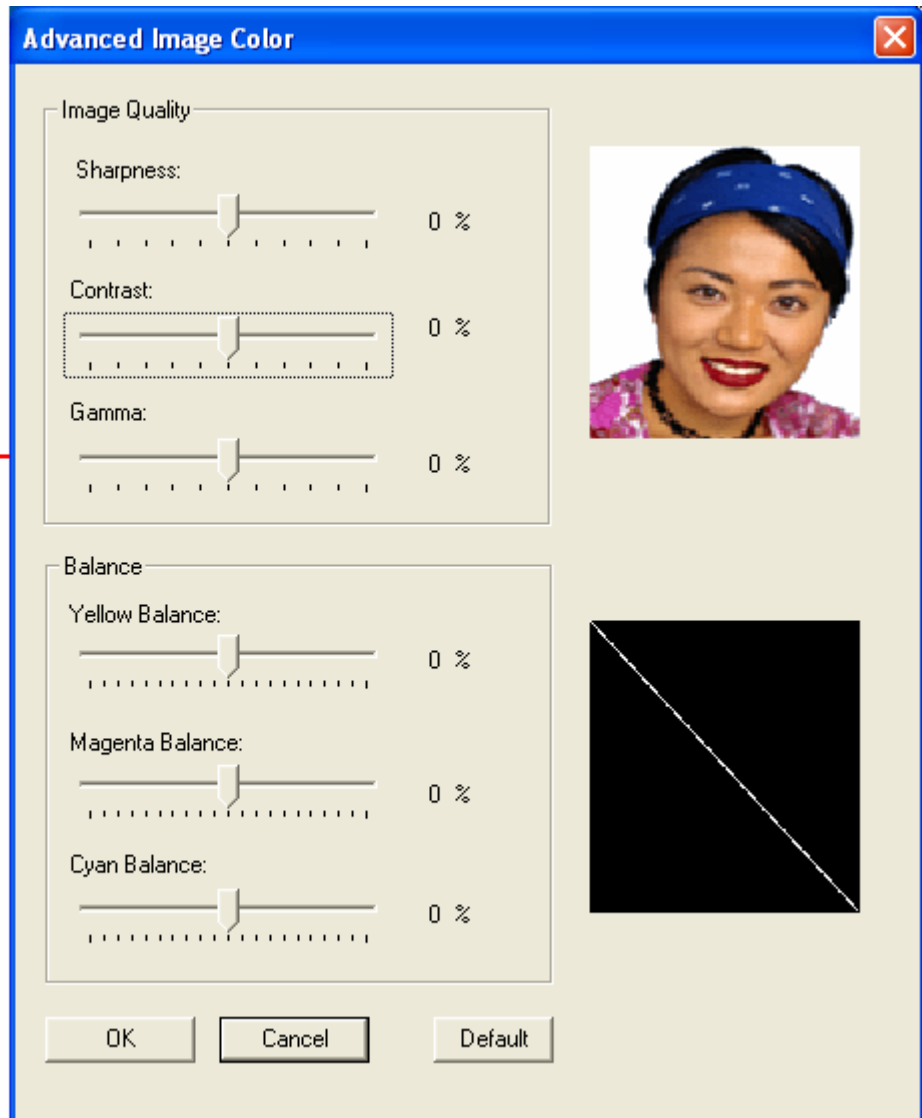 Advanced Image Color
Image Quality
Sharpness:
0 %
Contrast:
0 %
Gamma:
0 %
Balance
Yellow Balance:
0 %
Magenta Balance:
0 %
Cyan Balance:
0 %
OK Cancel Default